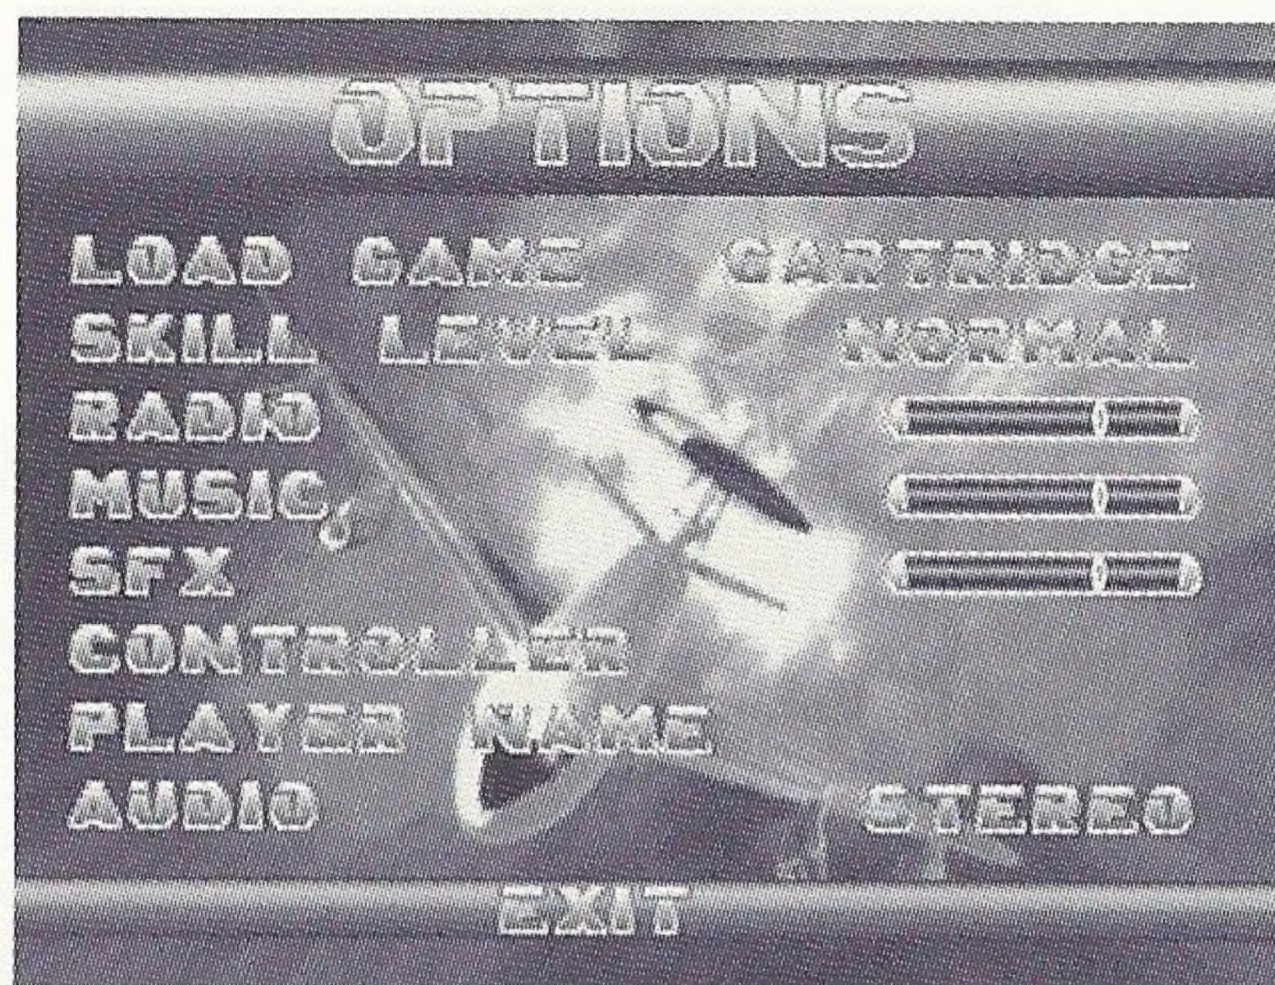 OPTIONS
LOAD GAME CARTRIDGE
SKILL LEVEL NORMAL
RADIO
MUSIC
SFX
CONTROLLER
PLAYER NAME
AUDIO STEREO
EXIT